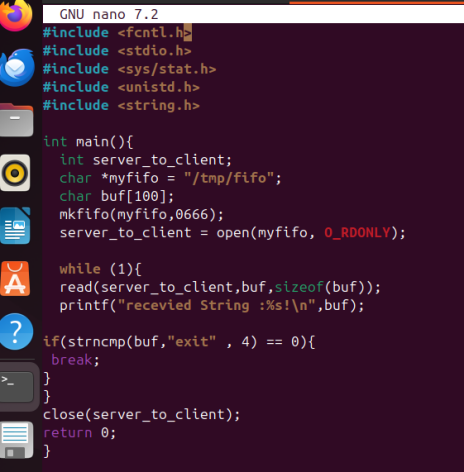 GNU nano 7.2
#include <fcntl.h>
#include <stdio.h>
#include <sys/stat.h>
#include <unistd.h>
#include <string.h>
int main(){
int server_to_client;
char *myfifo = "/tmp/fifo";
char buf[100];
mkfifo(myfifo,0666);
server_to_client = open(myfifo, O_RDONLY);
while (1){
read(server_to_client,buf,sizeof(buf));
printf("recevied String :%s!\n",buf);
if(strncmp(buf,"exit" , 4) == 0){
break;
}
}
close(server_to_client);
return 0;
}